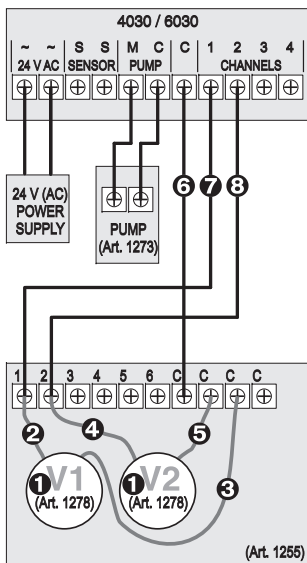 4030 / 6030
~ ~ S S M C C 1 2 3 4
24 V AC SENSOR PUMP CHANNELS
6 7 8
24 V (AC)
POWER
SUPPLY
PUMP
(Art. 1273)
1 2 3 4 5 6 C C C C
2 4 5
1 V1 1 V2
(Art. 1278) (Art. 1278)
3
(Art. 1255)